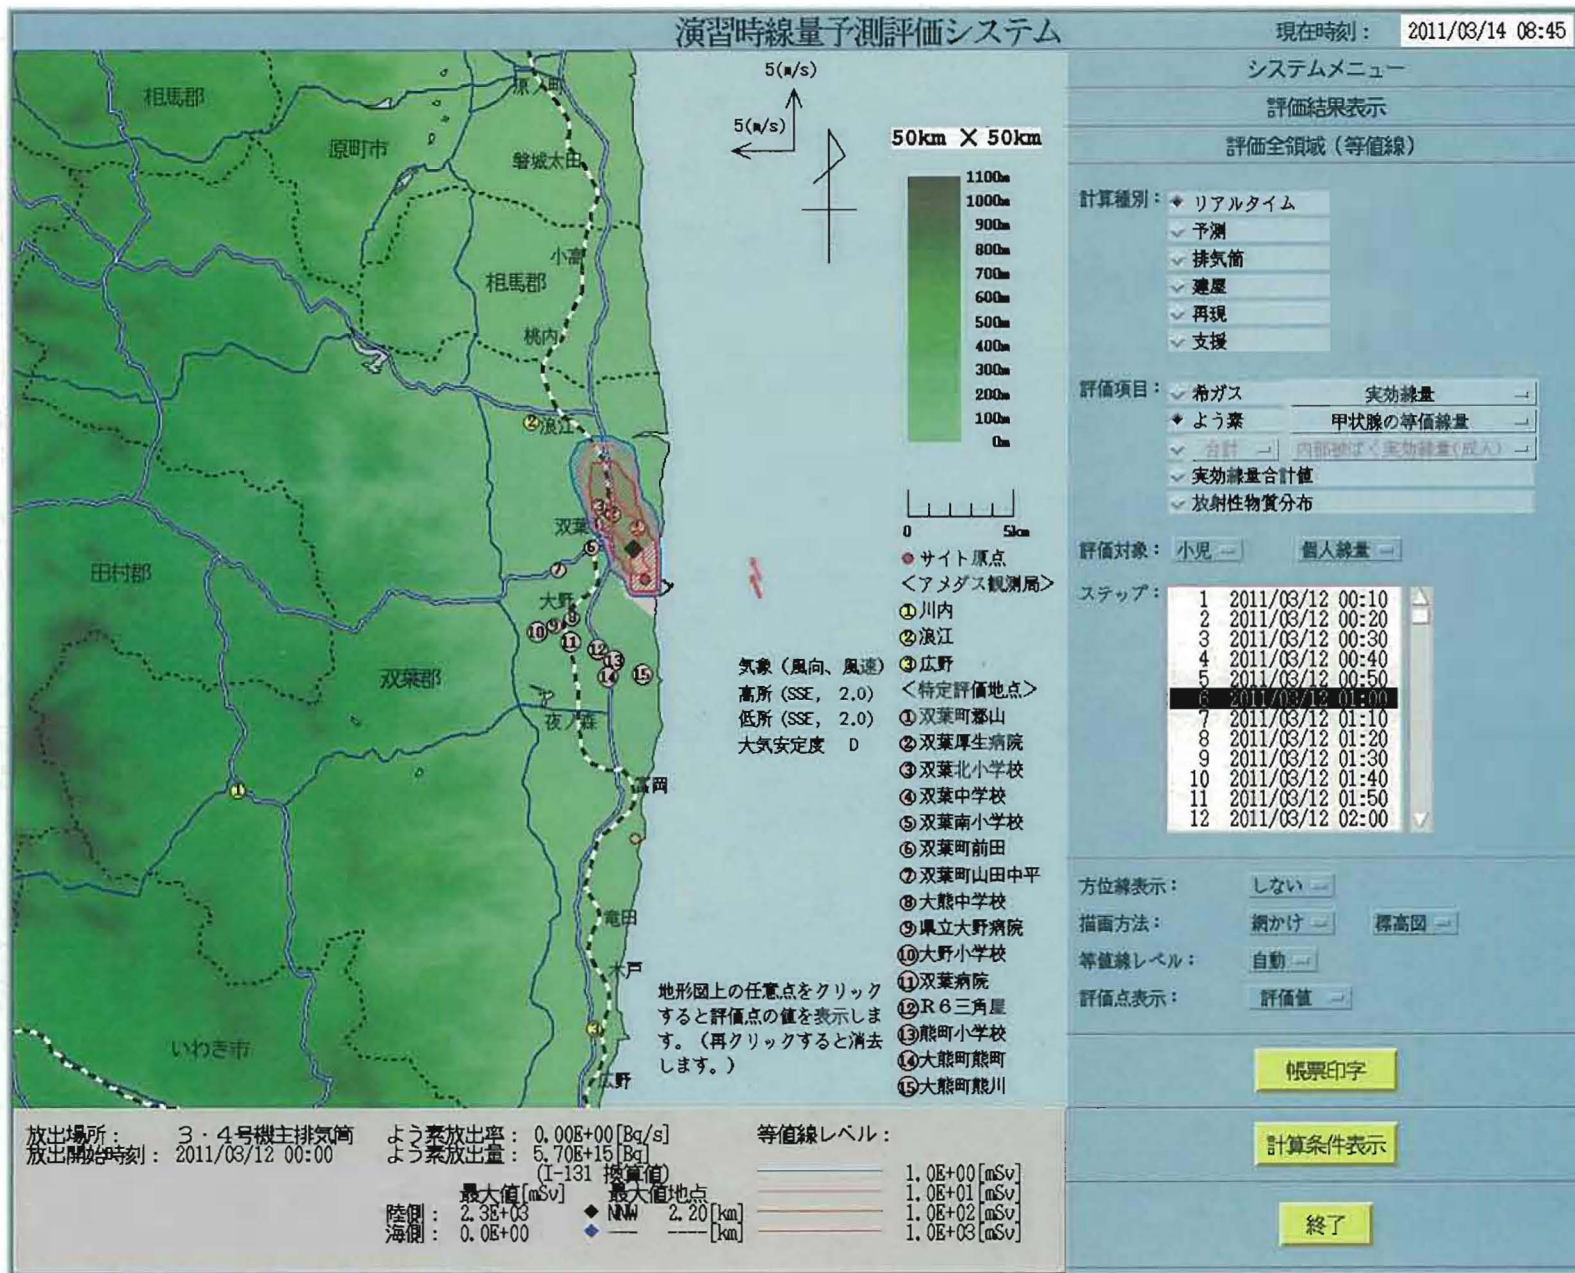 演習時線量予測評価システム
現在時刻： 2011/03/14 08:45
システムメニュー
評価結果表示
評価全領域（等値線）
計算種別：
リアルタイム
予測
排気筒
建屋
再現
支援
評価項目：
希ガス 実効線量
よう素 甲状腺の等価線量
合計 内部被ばく実効線量(成人)
実効線量合計値
放射性物質分布
評価対象： 小児 個人線量
ステップ：
1 2011/03/12 00:10
2 2011/03/12 00:20
3 2011/03/12 00:30
4 2011/03/12 00:40
5 2011/03/12 00:50
6 2011/03/12 01:00
7 2011/03/12 01:10
8 2011/03/12 01:20
9 2011/03/12 01:30
10 2011/03/12 01:40
11 2011/03/12 01:50
12 2011/03/12 02:00
方位線表示： しない
描画方法： 網かけ 標高図
等値線レベル： 自動
評価点表示： 評価値
帳票印字
計算条件表示
終了
5(m/s)
5(m/s)
50km × 50km
1100m
1000m
900m
800m
700m
600m
500m
400m
300m
200m
100m
0m
0 5km
サイト原点
＜アメダス観測局＞
①川内
②浪江
③広野
＜特定評価地点＞
①双葉町郡山
②双葉厚生病院
③双葉北小学校
④双葉中学校
⑤双葉南小学校
⑥双葉町前田
⑦双葉町山田中平
⑧大熊中学校
⑨県立大野病院
⑩大野小学校
⑪双葉病院
⑫Ｒ６三角屋
⑬熊町小学校
⑭大熊町熊町
⑮大熊町熊川
気象（風向、風速）
高所 (SSE, 2.0)
低所 (SSE, 2.0)
大気安定度 D
地形図上の任意点をクリック
すると評価点の値を表示しま
す。（再クリックすると消去
します。）
相馬郡
原町市
原ノ町
磐城太田
小高
相馬郡
桃内
②浪江
③
双葉
⑥
⑦
田村郡
大野
⑧
⑨
⑩
⑪
⑫
⑬
⑭
⑮
双葉郡
夜ノ森
①
富岡
竜田
木戸
③
いわき市
広野
放出場所： ３・４号機主排気筒
放出開始時刻： 2011/03/12 00:00
よう素放出率： 0.00E+00[Bq/s]
よう素放出量： 5.70E+15[Bq]
(I-131 換算値)
最大値[mSv] 最大値地点
陸側： 2.3E+03 ◆ NNW 2.20[km]
海側： 0.0E+00 ◆ --- ----[km]
等値線レベル：
1.0E+00[mSv]
1.0E+01[mSv]
1.0E+02[mSv]
1.0E+03[mSv]